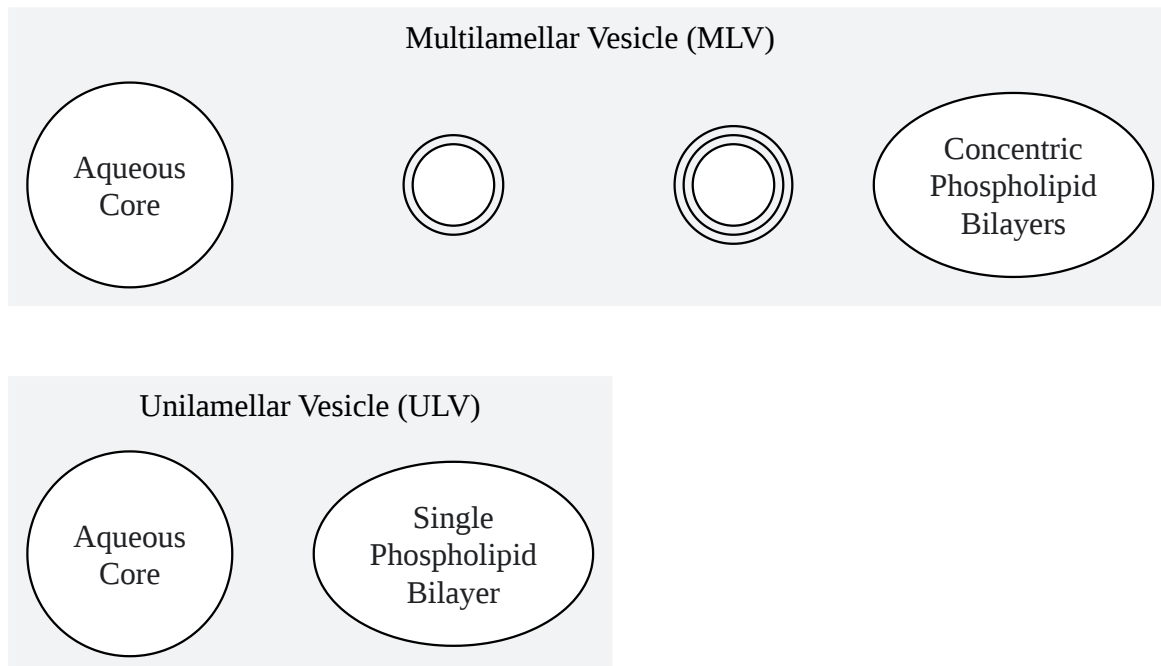 Multilamellar Vesicle (MLV)
Aqueous
Core
Concentric
Phospholipid
Bilayers
Unilamellar Vesicle (ULV)
Aqueous
Core
Single
Phospholipid
Bilayer